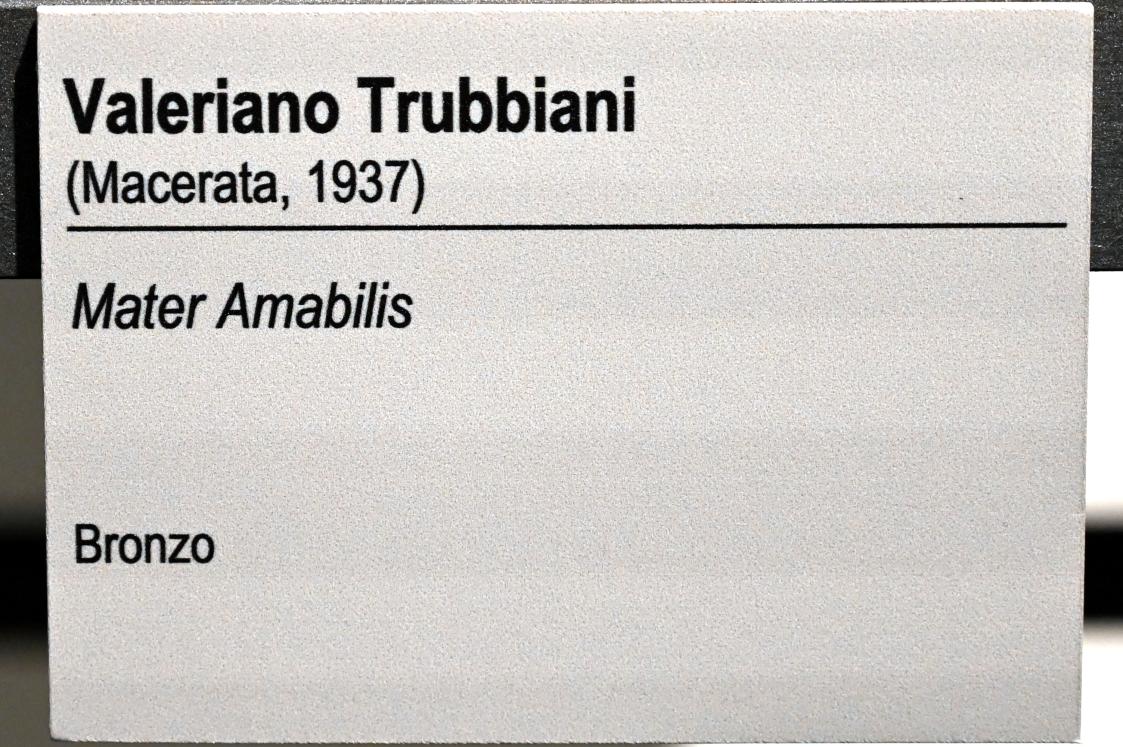 Valeriano Trubbiani
(Macerata, 1937)
Mater Amabilis
Bronzo